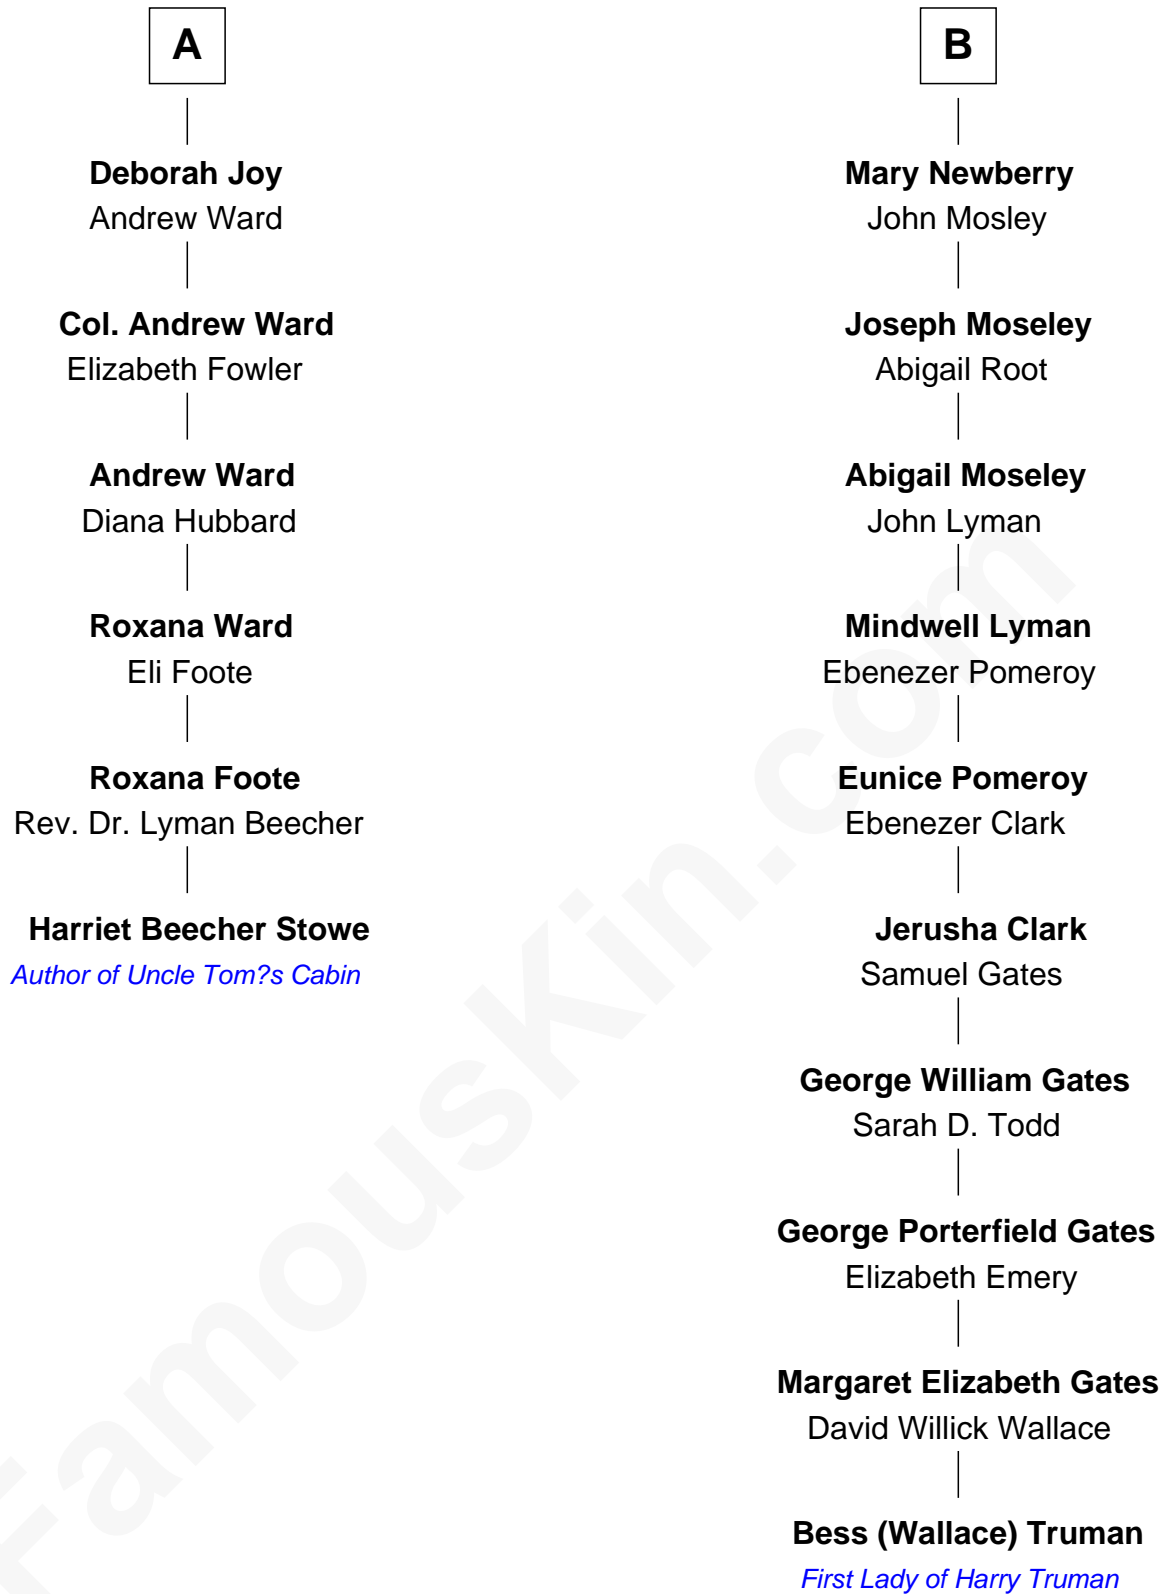 A
Deborah Joy
Andrew Ward
Col. Andrew Ward
Elizabeth Fowler
Andrew Ward
Diana Hubbard
Roxana Ward
Eli Foote
Roxana Foote
Rev. Dr. Lyman Beecher
Harriet Beecher Stowe
Author of Uncle Tom?s Cabin
B
Mary Newberry
John Mosley
Joseph Moseley
Abigail Root
Abigail Moseley
John Lyman
Mindwell Lyman
Ebenezer Pomeroy
Eunice Pomeroy
Ebenezer Clark
Jerusha Clark
Samuel Gates
George William Gates
Sarah D. Todd
George Porterfield Gates
Elizabeth Emery
Margaret Elizabeth Gates
David Willick Wallace
Bess (Wallace) Truman
First Lady of Harry Truman
FamousKin.com